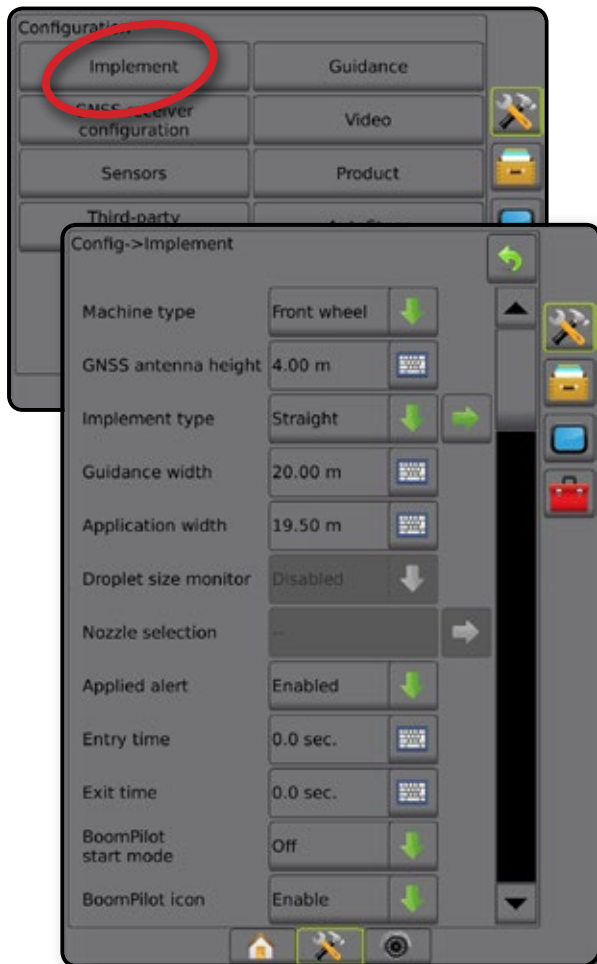 Configuration
Implement
Guidance
GNSS receiver
configuration
Video
Sensors
Product
Third-party
Config->Implement
Machine type Front wheel
GNSS antenna height 4.00 m
Implement type Straight
Guidance width 20.00 m
Application width 19.50 m
Droplet size monitor Disabled
Nozzle selection --
Applied alert Enabled
Entry time 0.0 sec.
Exit time 0.0 sec.
BoomPilot
start mode Off
BoomPilot icon Enable